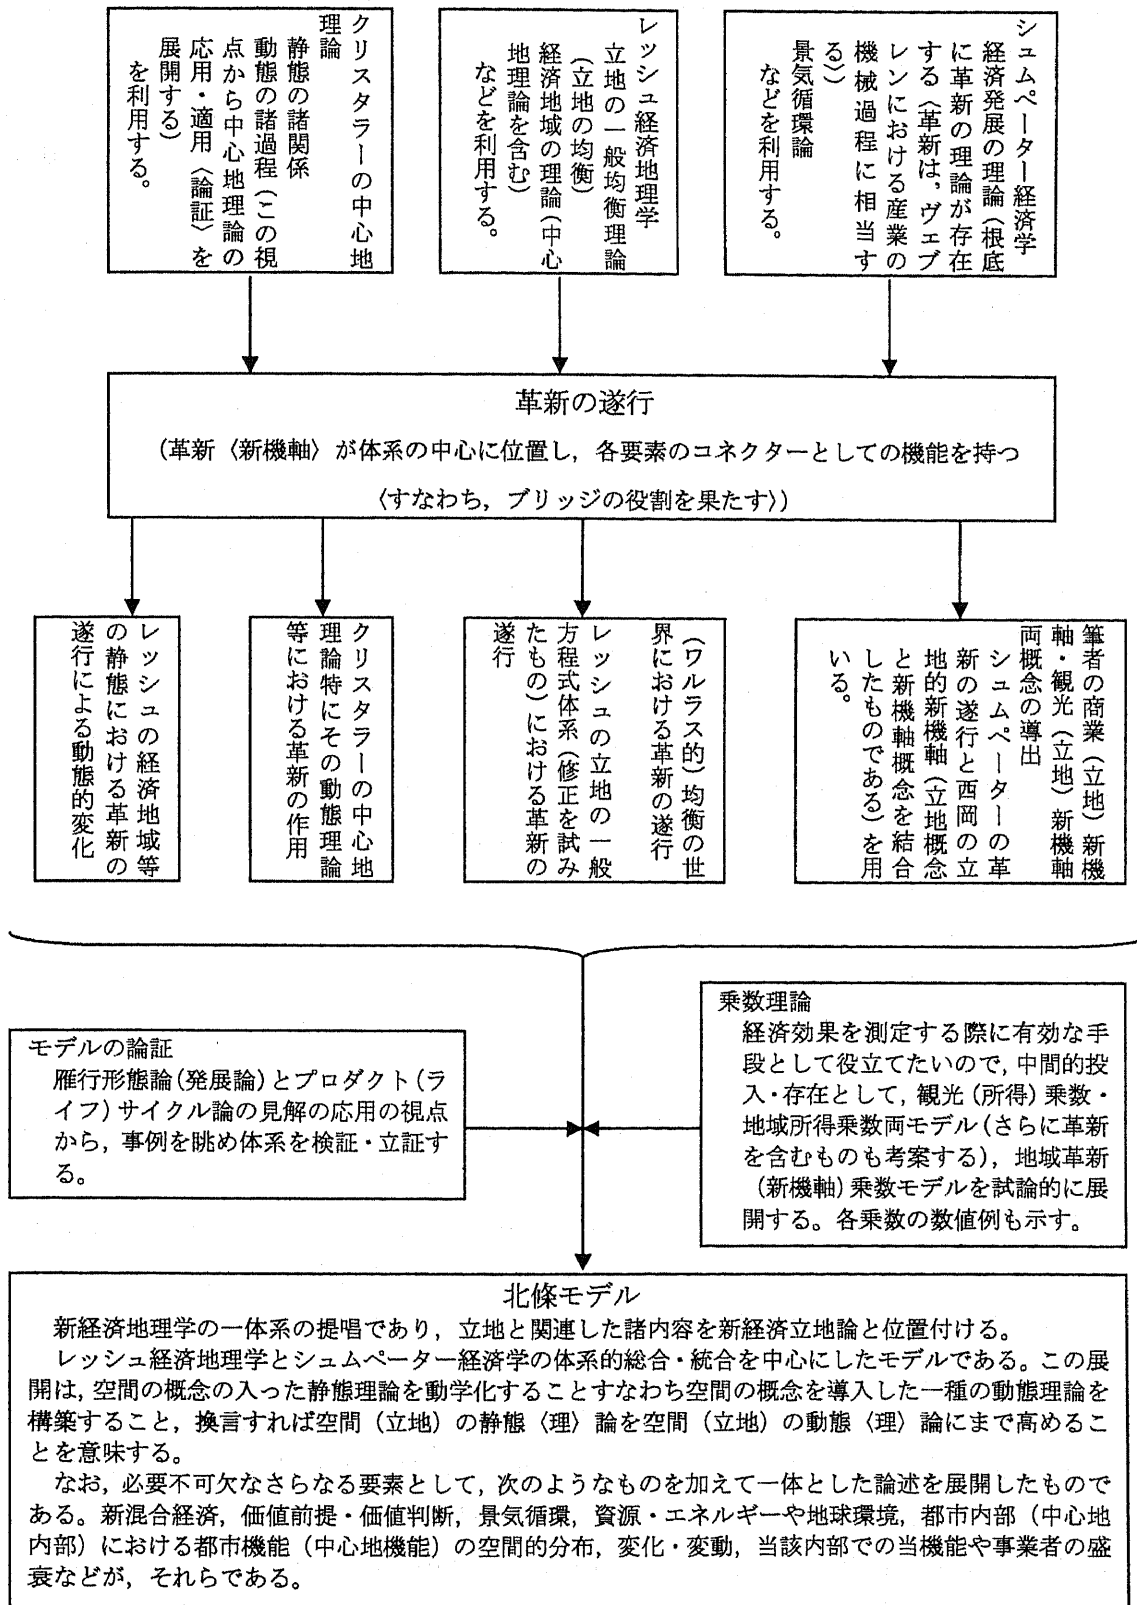 シュムペーター経済学
経済発展の理論（根底
に革新の理論が存在
する〈革新は，ヴェブ
レンにおける産業の
機械過程に相当す
る〉）
景気循環論
などを利用する。
レッシュ経済地理学
立地の一般均衡理論
（立地の均衡）
経済地域の理論（中心
地理論を含む）
などを利用する。
クリスタラーの中心地
理論
静態の諸関係
動態の諸過程（この視
点から中心地理論の
応用・適用〈論証〉を
展開する）
を利用する。
革新の遂行
（革新〈新機軸〉が体系の中心に位置し，各要素のコネクターとしての機能を持つ
〈すなわち，ブリッジの役割を果たす〉）
筆者の商業（立地）新機
軸・観光（立地）新機軸
両概念の導出
シュムペーターの革
新の遂行と西岡の立
地的新機軸（立地概念
と新機軸概念を結合
したものである）を用
いる。
（ワルラス的）均衡の世
界における革新の遂行
レッシュの立地の一般
方程式体系（修正を試み
たもの）における革新の
遂行
クリスタラーの中心地
理論特にその動態理論
等における革新の作用
レッシュの経済地域等
の静態における革新の
遂行による動態的変化
モデルの論証
雁行形態論（発展論）とプロダクト（ラ
イフ）サイクル論の見解の応用の視点
から，事例を眺め体系を検証・立証す
る。
乗数理論
経済効果を測定する際に有効な手
段として役立てたいので，中間的投
入・存在として，観光（所得）乗数・
地域所得乗数両モデル（さらに革新
を含むものも考案する），地域革新
（新機軸）乗数モデルを試論的に展
開する。各乗数の数値例も示す。
北條モデル
新経済地理学の一体系の提唱であり，立地と関連した諸内容を新経済立地論と位置付ける。
レッシュ経済地理学とシュムペーター経済学の体系的総合・統合を中心にしたモデルである。この展
開は，空間の概念の入った静態理論を動学化することすなわち空間の概念を導入した一種の動態理論を
構築すること，換言すれば空間（立地）の静態〈理〉論を空間（立地）の動態〈理〉論にまで高めるこ
とを意味する。
なお，必要不可欠なさらなる要素として，次のようなものを加えて一体とした論述を展開したもので
ある。新混合経済，価値前提・価値判断，景気循環，資源・エネルギーや地球環境，都市内部（中心地
内部）における都市機能（中心地機能）の空間的分布，変化・変動，当該内部での当機能や事業者の盛
衰などが，それらである。